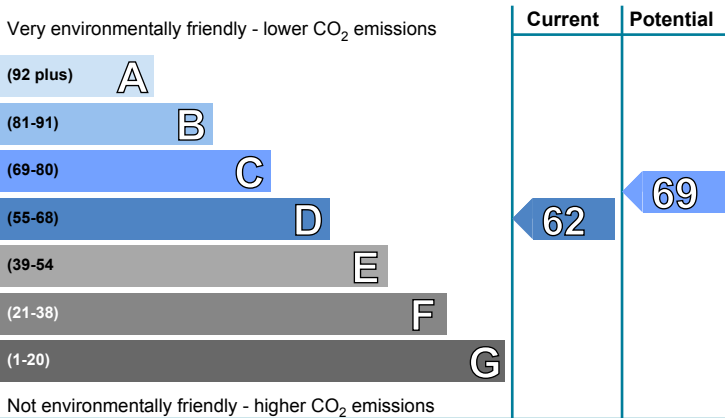 Very environmentally friendly - lower CO2 emissions
Current
Potential
(92 plus) A
(81-91) B
(69-80) C
(55-68) D
(39-54 E
(21-38) F
(1-20) G
62
69
Not environmentally friendly - higher CO2 emissions